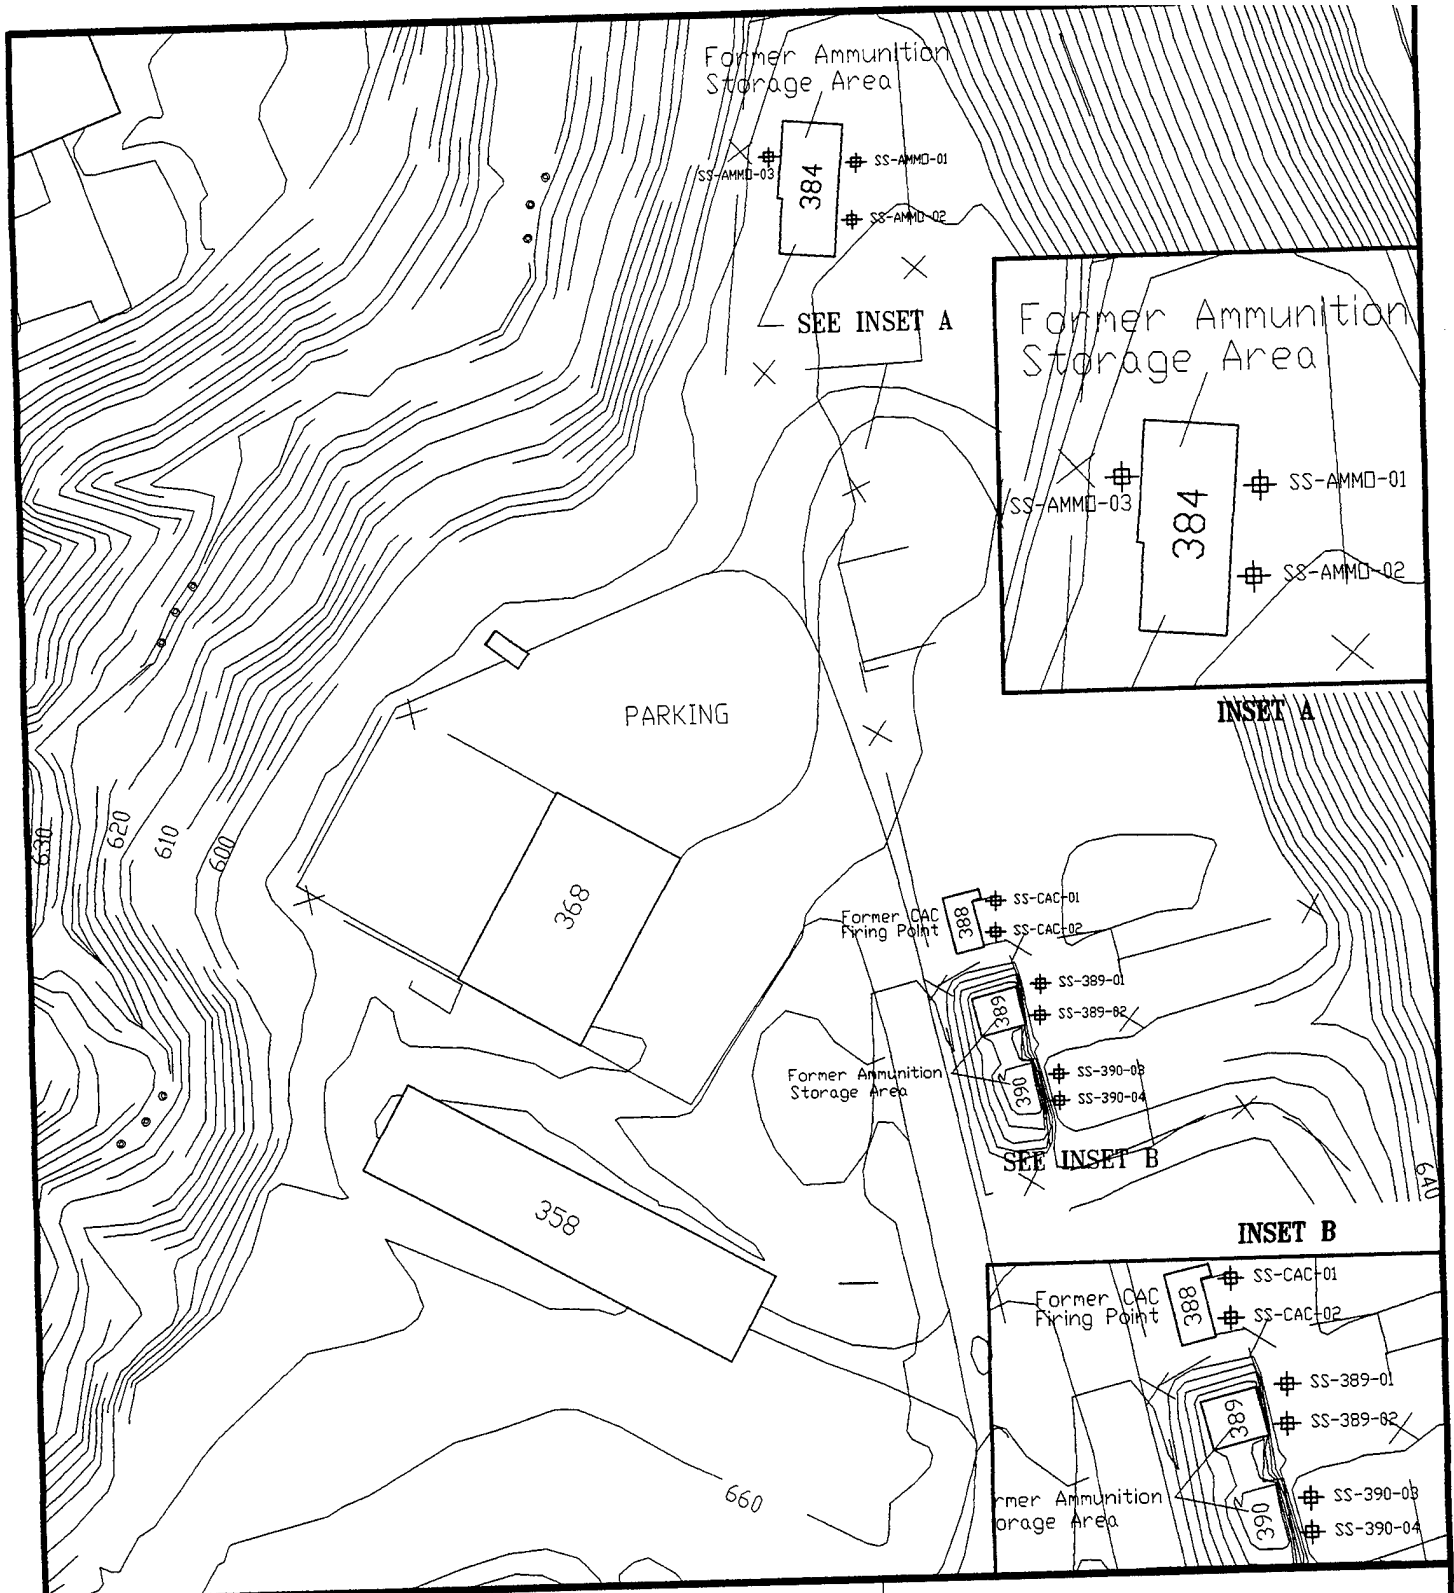 Former Ammunition
Storage Area
384
SS-AMMO-01
SS-AMMO-03
SS-AMMO-02
SEE INSET A
Former Ammunition
Storage Area
384
SS-AMMO-01
SS-AMMO-03
SS-AMMO-02
INSET A
PARKING
630
620
610
600
368
Former CAC
Firing Point
388
SS-CAC-01
SS-CAC-02
389
SS-389-01
SS-389-02
Former Ammunition
Storage Area
390
SS-390-03
SS-390-04
SEE INSET B
640
358
660
INSET B
Former CAC
Firing Point
388
SS-CAC-01
SS-CAC-02
389
SS-389-01
SS-389-02
rmer Ammunition
orage Area
390
SS-390-03
SS-390-04